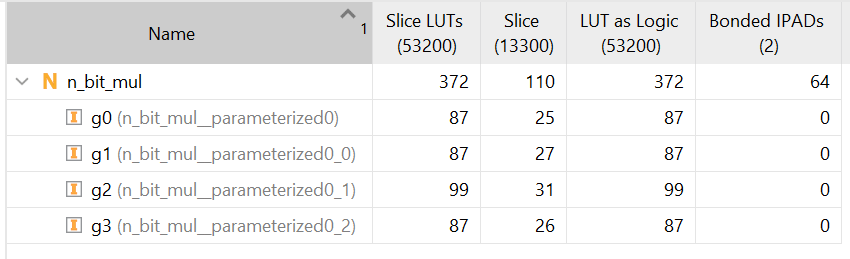 Name 1 Slice LUTs (53200) Slice (13300) LUT as Logic (53200) Bonded IPADs (2)
N n_bit_mul 372 110 372 64
I g0 (n_bit_mul__parameterized0) 87 25 87 0
I g1 (n_bit_mul__parameterized0_0) 87 27 87 0
I g2 (n_bit_mul__parameterized0_1) 99 31 99 0
I g3 (n_bit_mul__parameterized0_2) 87 26 87 0